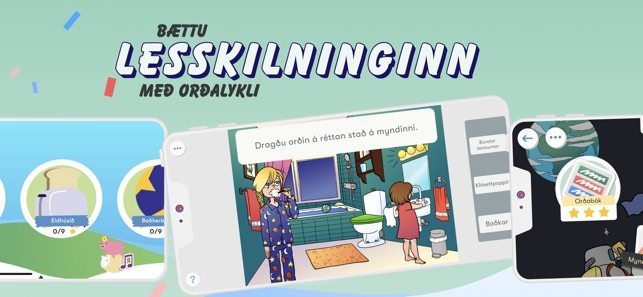 BÆTTU
LESSKILNINGINN
MEÐ ORÐALYKLI
Eldhúsið
0/9
0/9
Dragðu orðin á réttan stað á myndinni.
Burstar
tennurnar
Klósettpappír
Baðkar
?
Orðabók